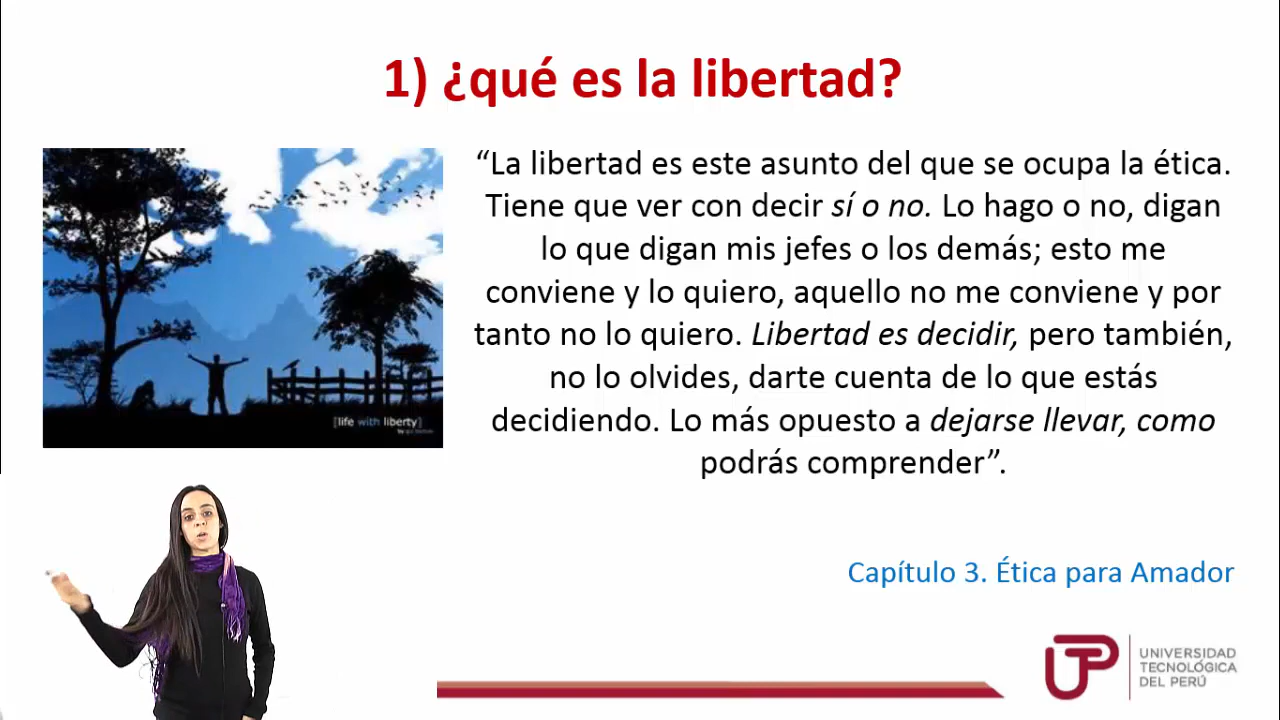 1) ¿qué es la libertad?
“La libertad es este asunto del que se ocupa la ética.
Tiene que ver con decir sí o no. Lo hago o no, digan
lo que digan mis jefes o los demás; esto me
conviene y lo quiero, aquello no me conviene y por
tanto no lo quiero. Libertad es decidir, pero también,
no lo olvides, darte cuenta de lo que estás
decidiendo. Lo más opuesto a dejarse llevar, como
podrás comprender”.
[life with liberty]
Capítulo 3. Ética para Amador
UTP
UNIVERSIDAD
TECNOLÓGICA
DEL PERÚ